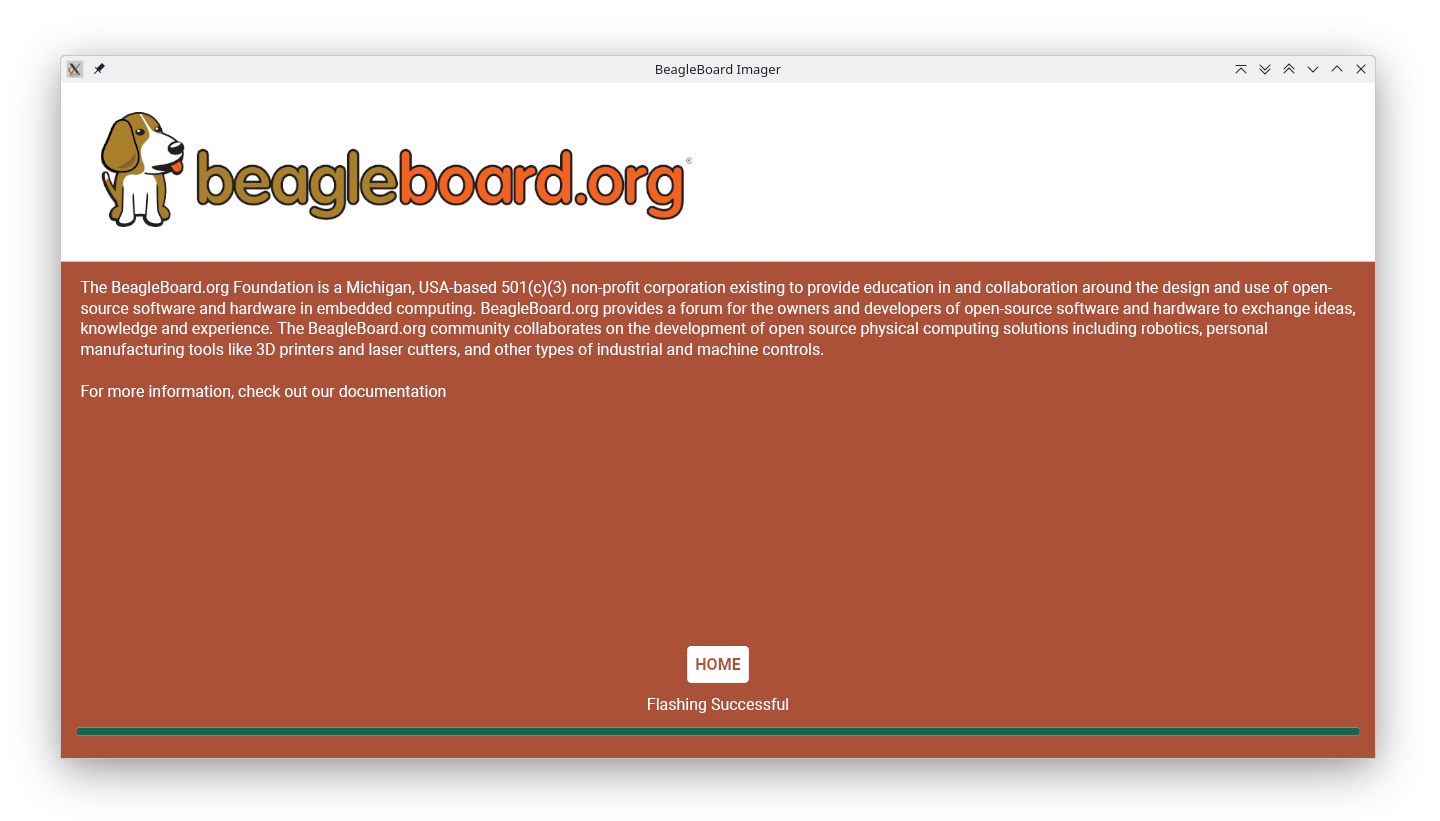 BeagleBoard Imager
beagleboard.org®
The BeagleBoard.org Foundation is a Michigan, USA-based 501(c)(3) non-profit corporation existing to provide education in and collaboration around the design and use of open-
source software and hardware in embedded computing. BeagleBoard.org provides a forum for the owners and developers of open-source software and hardware to exchange ideas,
knowledge and experience. The BeagleBoard.org community collaborates on the development of open source physical computing solutions including robotics, personal
manufacturing tools like 3D printers and laser cutters, and other types of industrial and machine controls.
For more information, check out our documentation
HOME
Flashing Successful